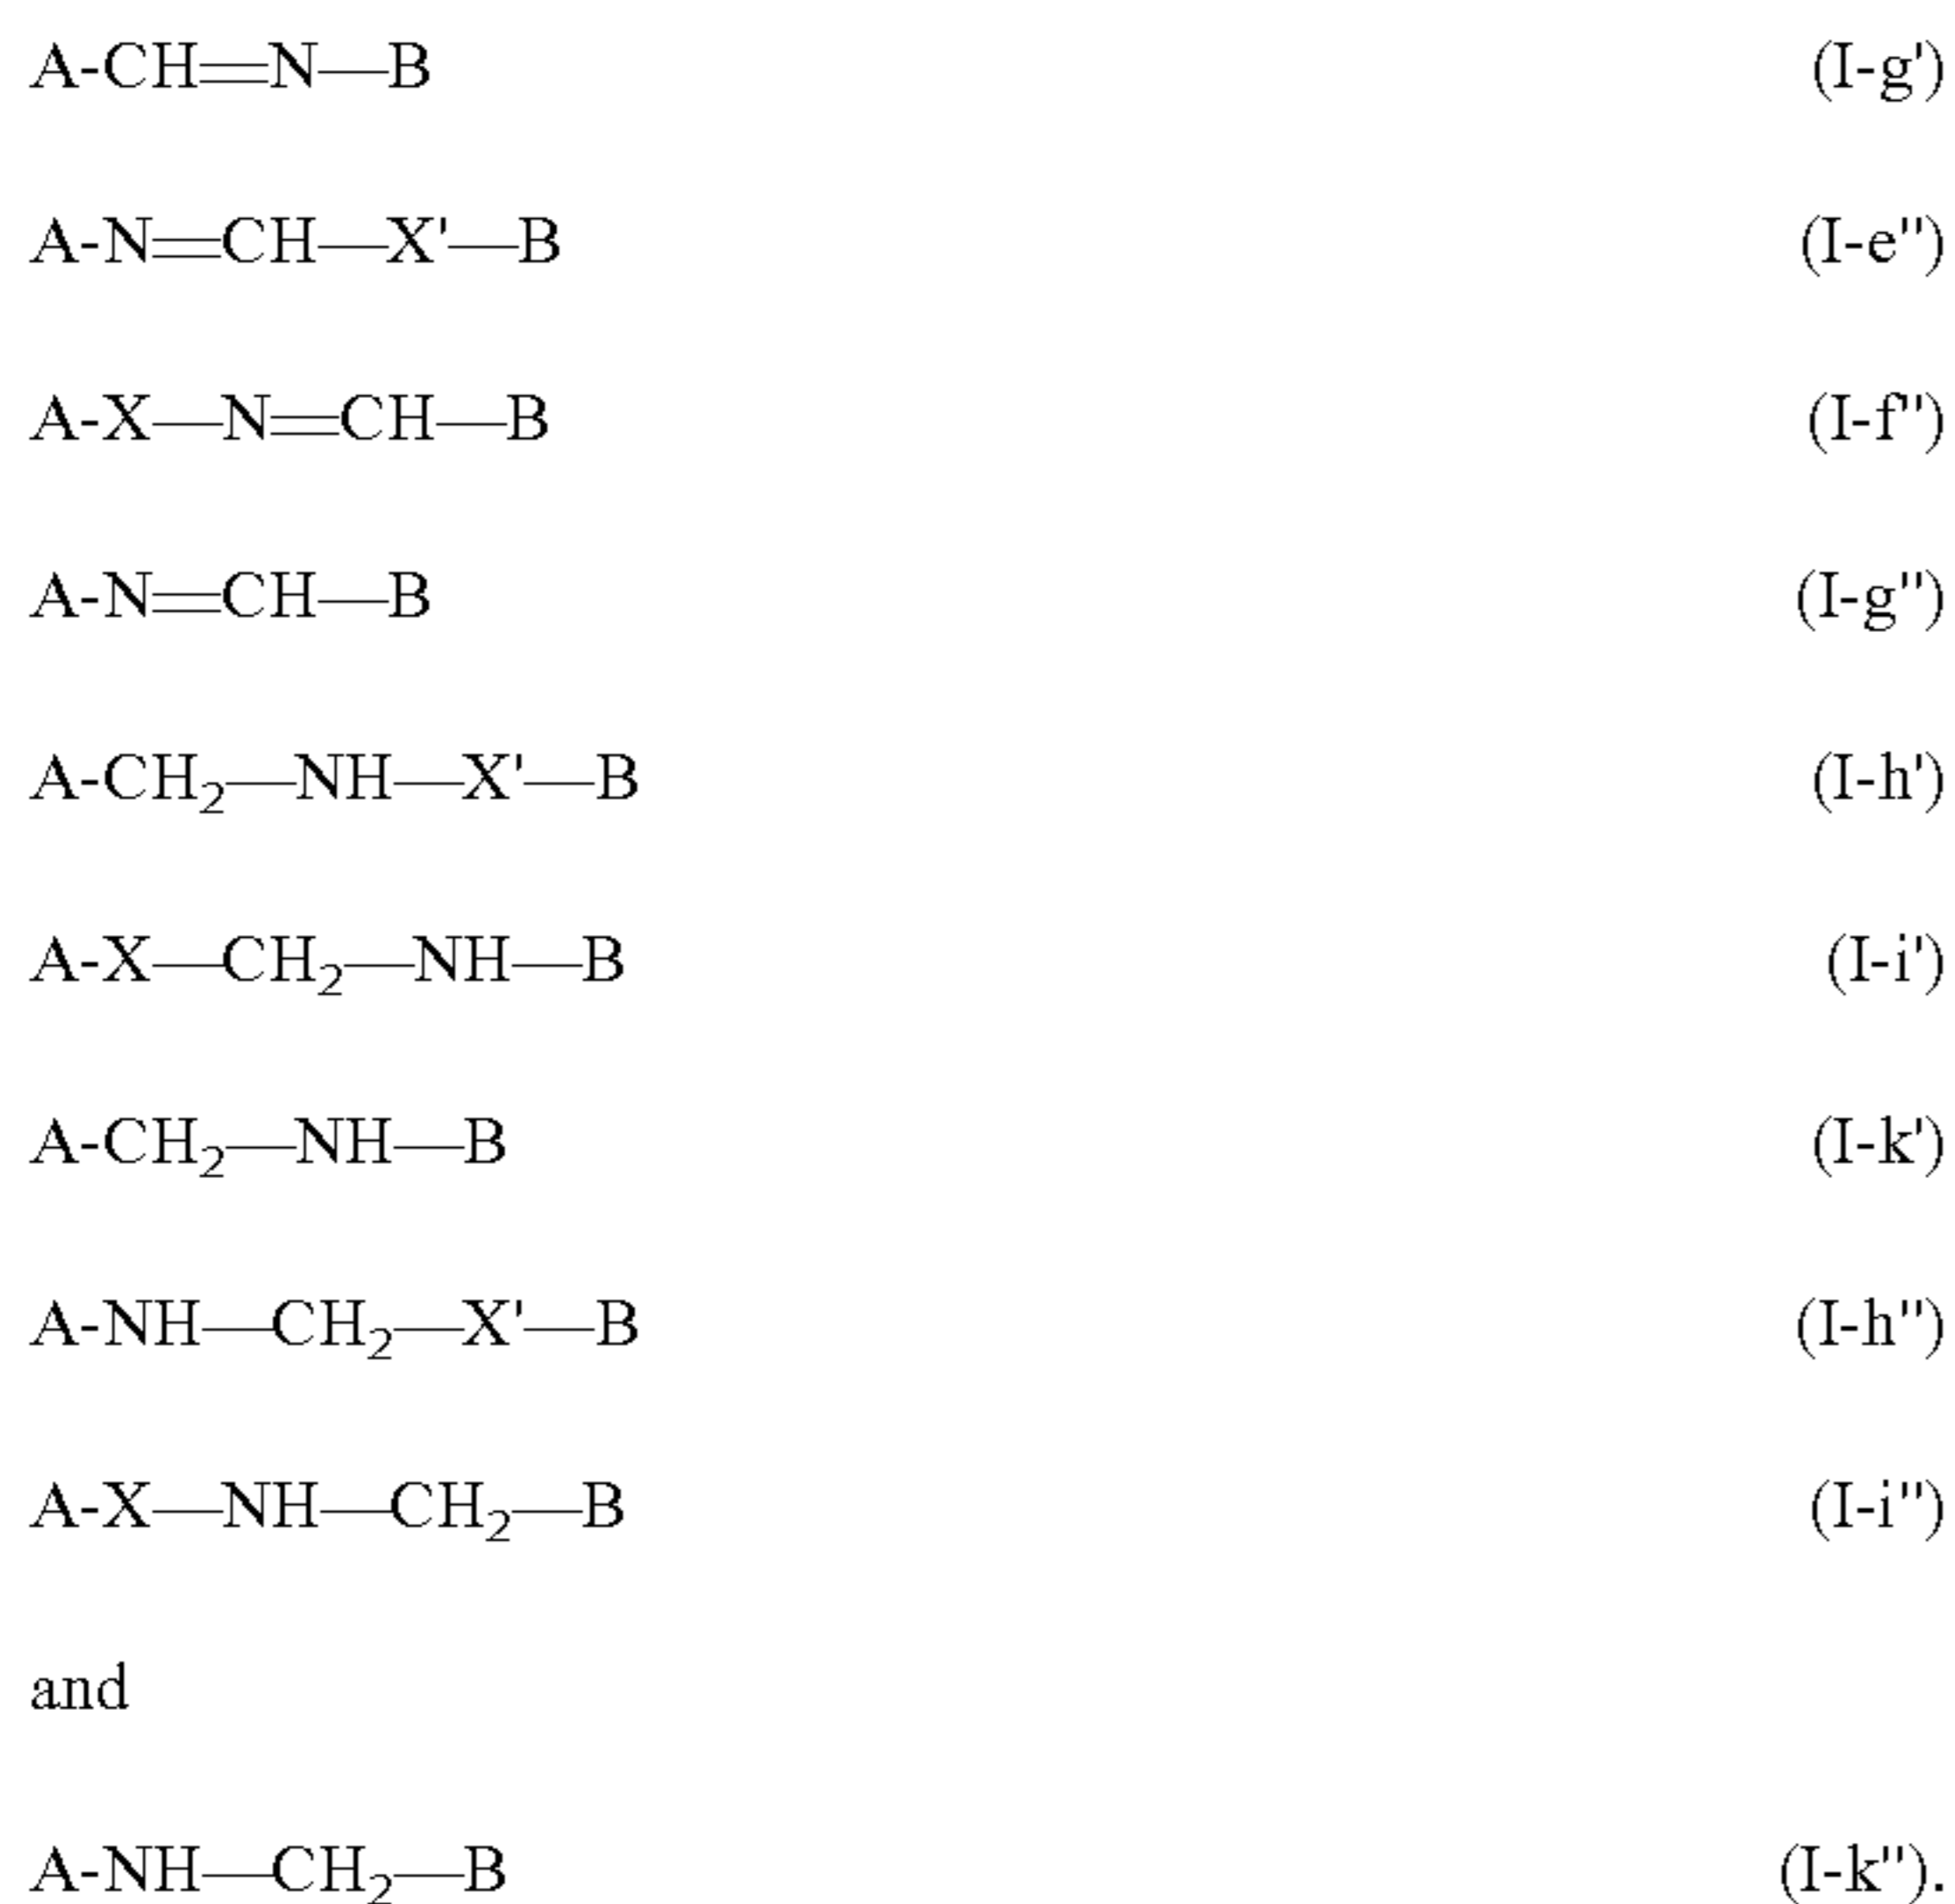 A-CH=N—B (I-g')
A-N=CH—X'—B (I-e")
A-X—N=CH—B (I-f")
A-N=CH—B (I-g")
A-CH₂—NH—X'—B (I-h')
A-X—CH₂—NH—B (I-i')
A-CH₂—NH—B (I-k')
A-NH—CH₂—X'—B (I-h")
A-X—NH—CH₂—B (I-i")
and
A-NH—CH₂—B (I-k").